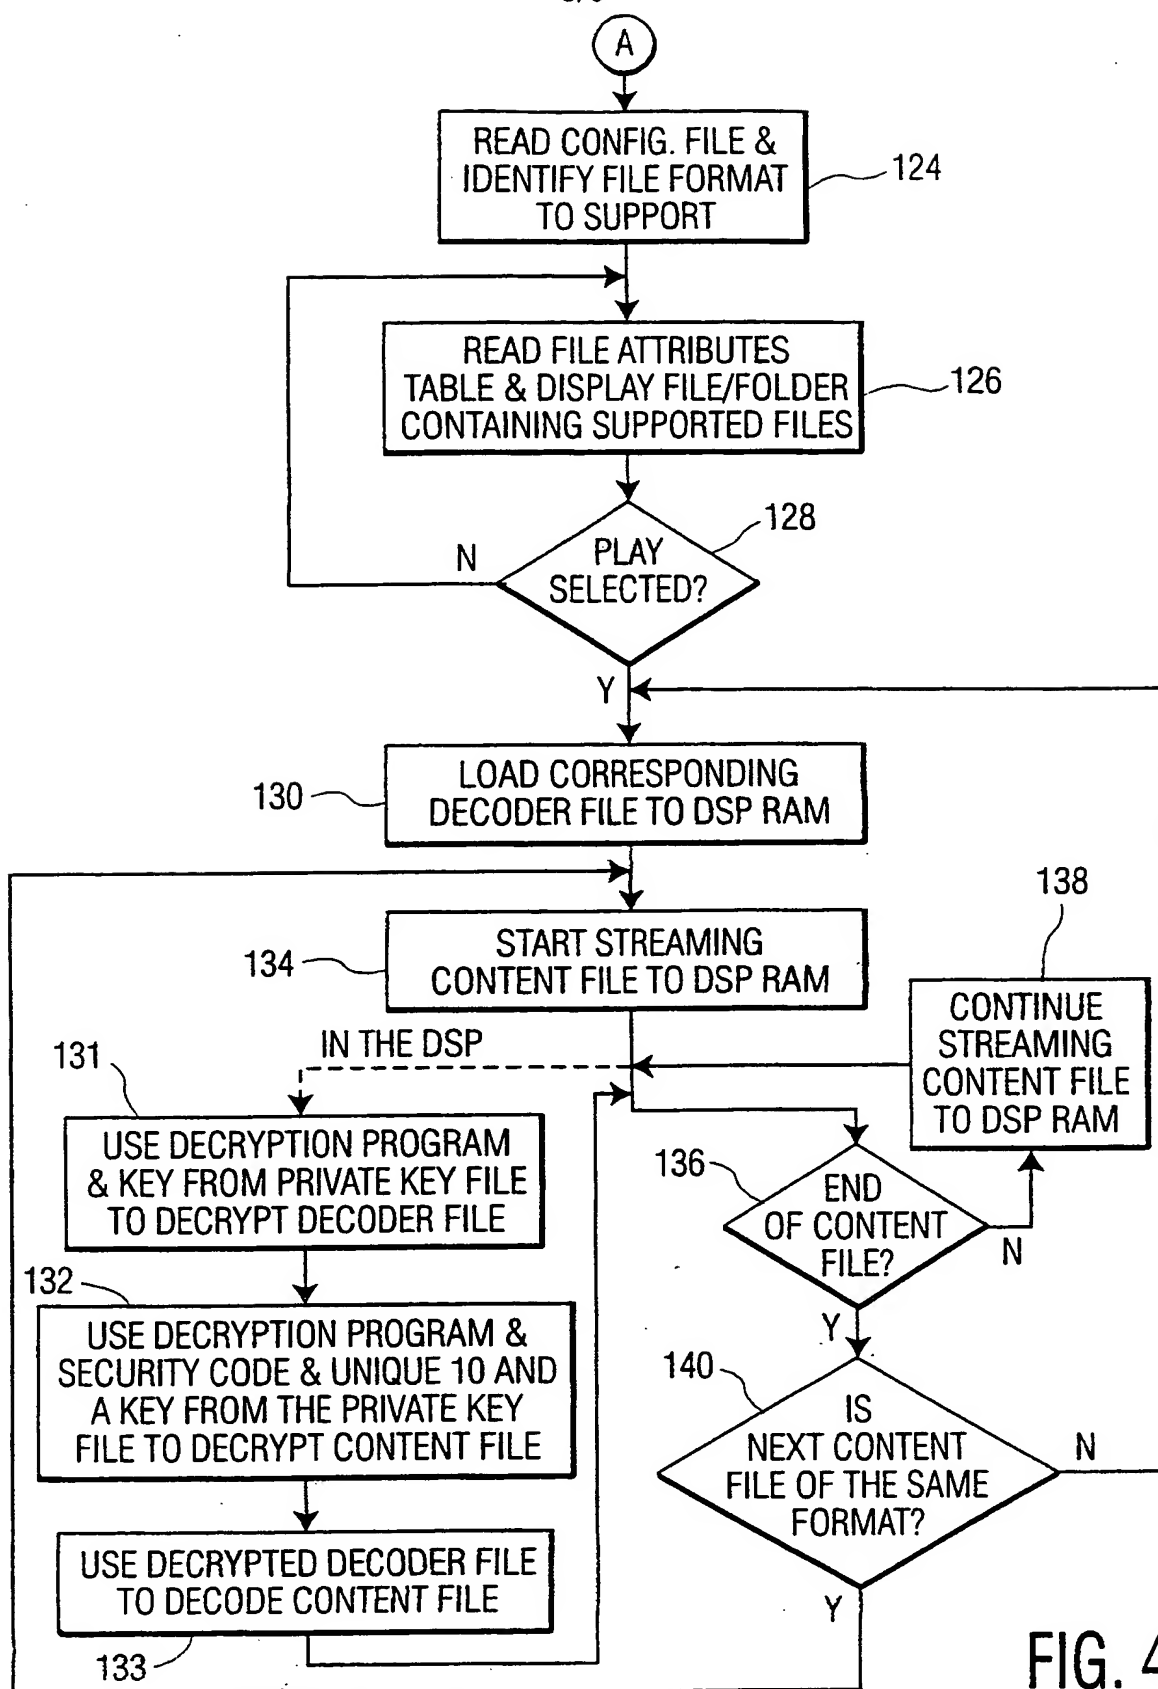 A
READ CONFIG. FILE &
IDENTIFY FILE FORMAT
TO SUPPORT
124
READ FILE ATTRIBUTES
TABLE & DISPLAY FILE/FOLDER
CONTAINING SUPPORTED FILES
126
PLAY
SELECTED?
128
N
Y
LOAD CORRESPONDING
DECODER FILE TO DSP RAM
130
START STREAMING
CONTENT FILE TO DSP RAM
134
138
CONTINUE
STREAMING
CONTENT FILE
TO DSP RAM
IN THE DSP
131
USE DECRYPTION PROGRAM
& KEY FROM PRIVATE KEY FILE
TO DECRYPT DECODER FILE
136
END
OF CONTENT
FILE?
N
Y
132
USE DECRYPTION PROGRAM &
SECURITY CODE & UNIQUE 10 AND
A KEY FROM THE PRIVATE KEY
FILE TO DECRYPT CONTENT FILE
140
IS
NEXT CONTENT
FILE OF THE SAME
FORMAT?
N
Y
USE DECRYPTED DECODER FILE
TO DECODE CONTENT FILE
133
FIG. 4